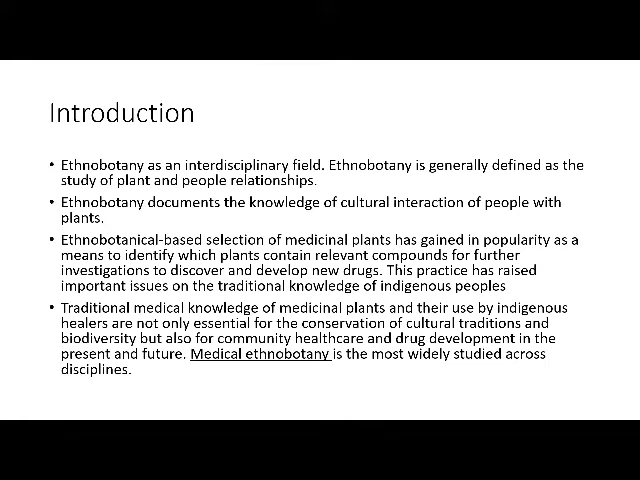 Introduction
• Ethnobotany as an interdisciplinary field. Ethnobotany is generally defined as the
study of plant and people relationships.
• Ethnobotany documents the knowledge of cultural interaction of people with
plants.
• Ethnobotanical-based selection of medicinal plants has gained in popularity as a
means to identify which plants contain relevant compounds for further
investigations to discover and develop new drugs. This practice has raised
important issues on the traditional knowledge of indigenous peoples
• Traditional medical knowledge of medicinal plants and their use by indigenous
healers are not only essential for the conservation of cultural traditions and
biodiversity but also for community healthcare and drug development in the
present and future. Medical ethnobotany is the most widely studied across
disciplines.